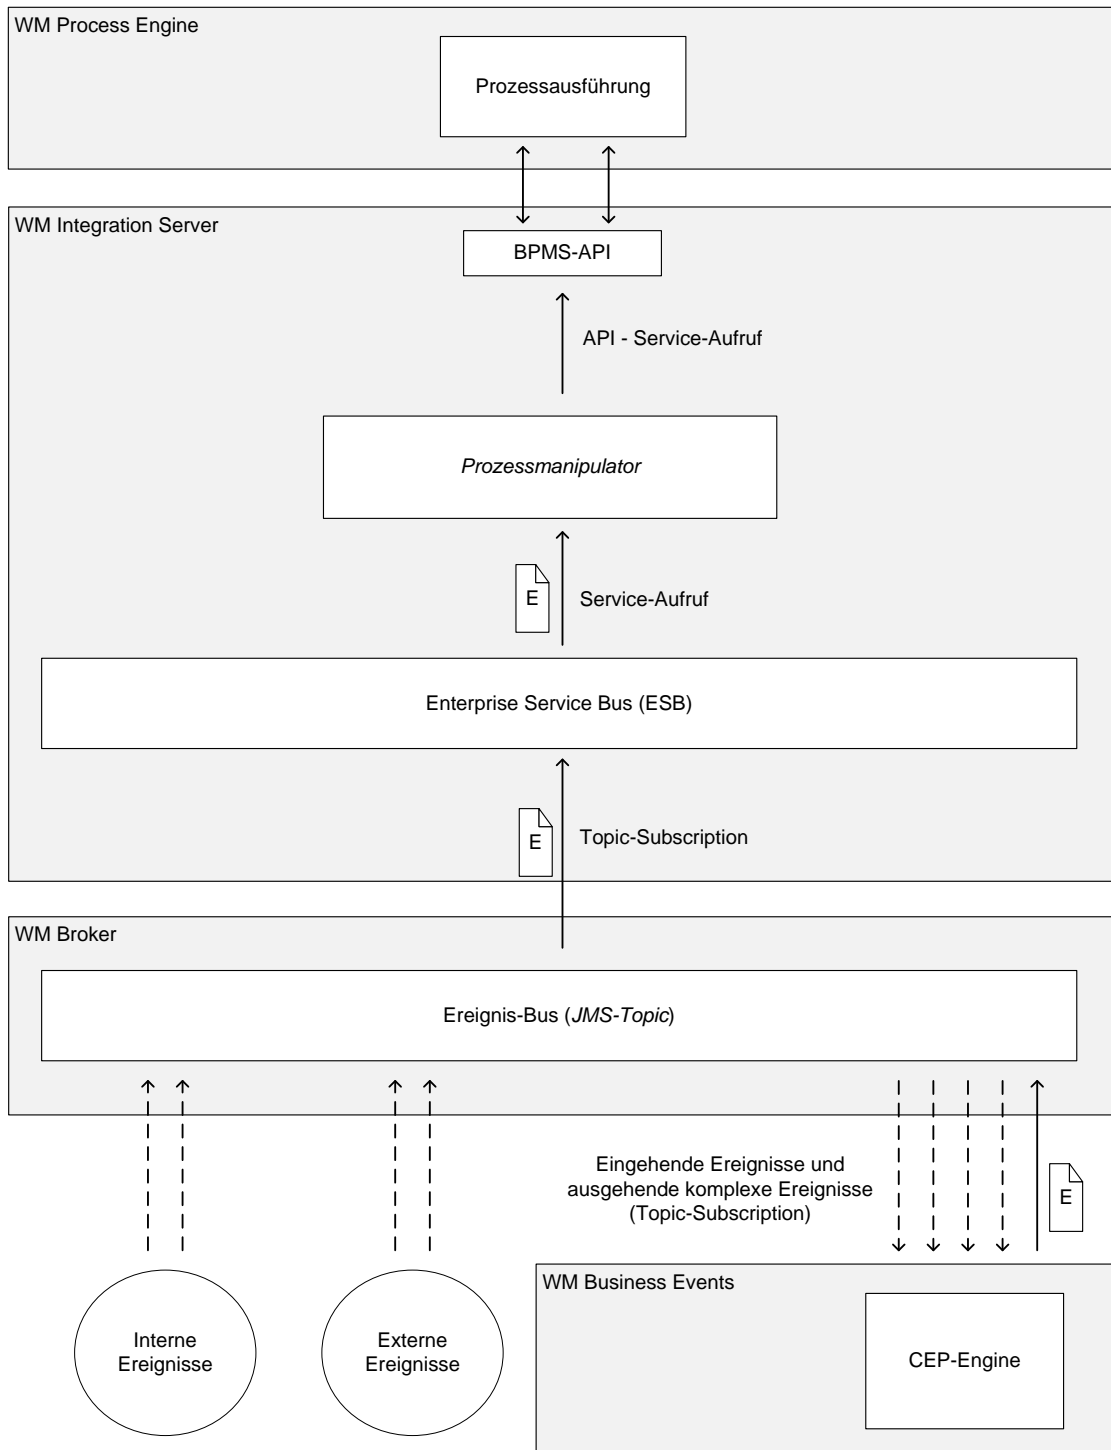 WM Process Engine
Prozessausführung
WM Integration Server
BPMS-API
API - Service-Aufruf
Prozessmanipulator
E
Service-Aufruf
Enterprise Service Bus (ESB)
E
Topic-Subscription
WM Broker
Ereignis-Bus (JMS-Topic)
Eingehende Ereignisse und
ausgehende komplexe Ereignisse
(Topic-Subscription)
E
WM Business Events
Interne
Ereignisse
Externe
Ereignisse
CEP-Engine